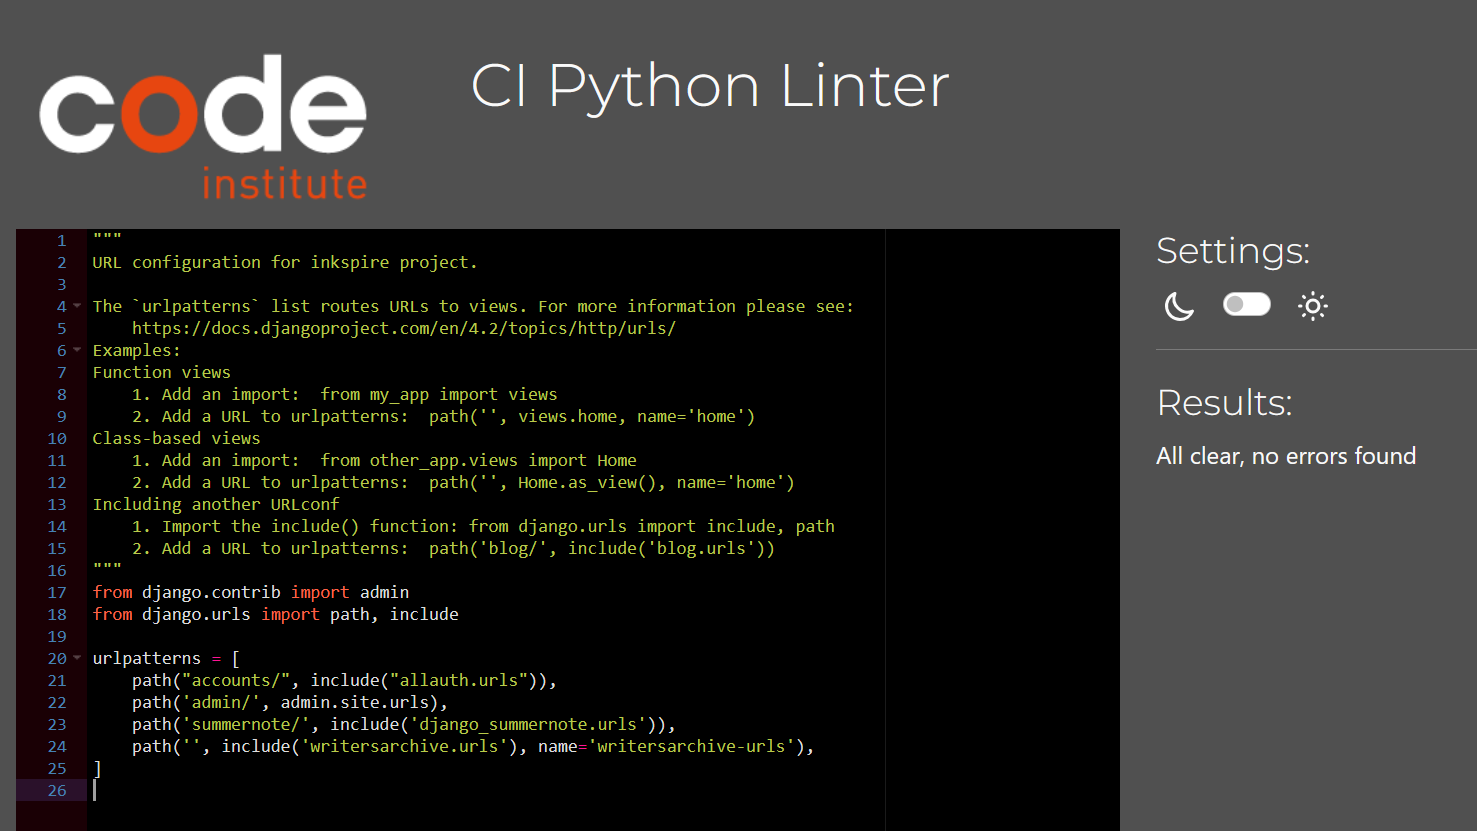 code
institute
CI Python Linter
1 """
2 URL configuration for inkspire project.
3
4 The `urlpatterns` list routes URLs to views. For more information please see:
5     https://docs.djangoproject.com/en/4.2/topics/http/urls/
6 Examples:
7 Function views
8     1. Add an import:  from my_app import views
9     2. Add a URL to urlpatterns:  path('', views.home, name='home')
10 Class-based views
11     1. Add an import:  from other_app.views import Home
12     2. Add a URL to urlpatterns:  path('', Home.as_view(), name='home')
13 Including another URLconf
14     1. Import the include() function: from django.urls import include, path
15     2. Add a URL to urlpatterns:  path('blog/', include('blog.urls'))
16 """
17 from django.contrib import admin
18 from django.urls import path, include
19
20 urlpatterns = [
21     path("accounts/", include("allauth.urls")),
22     path('admin/', admin.site.urls),
23     path('summernote/', include('django_summernote.urls')),
24     path('', include('writersarchive.urls'), name='writersarchive-urls'),
25 ]
26
Settings:
Results:
All clear, no errors found